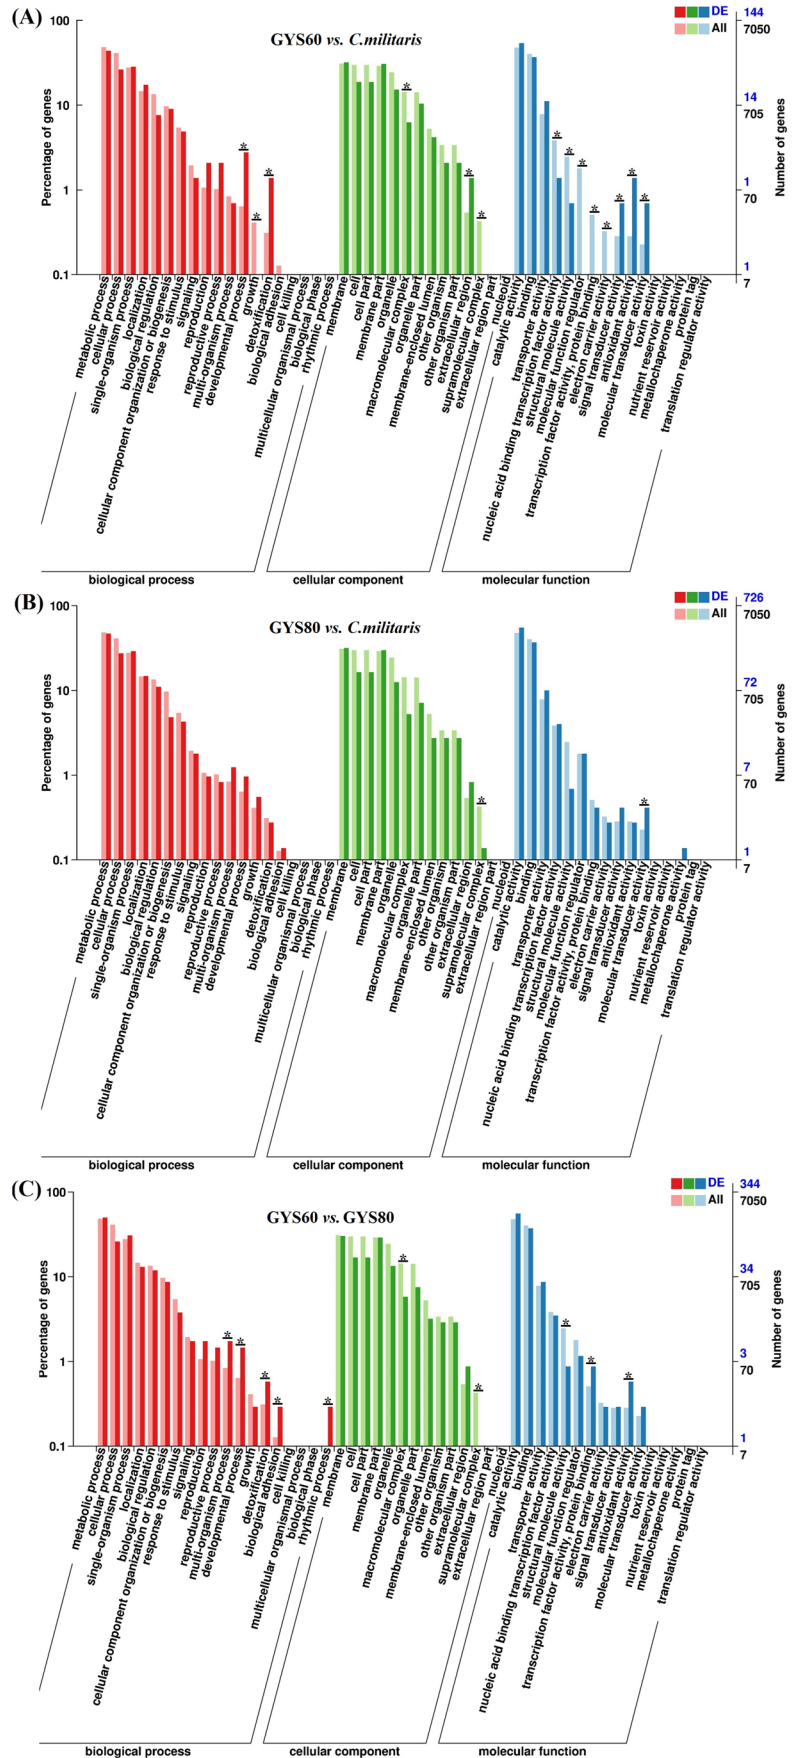 (A)
GYS60 vs. C.militaris
DE
All
144
7050
100
10
1
0.1
14
705
1
70
1
7
Percentage of genes
Number of genes
metabolic process
cellular process
single-organism process
localization
biological regulation
cellular component organization or biogenesis
response to stimulus
signaling
reproduction
reproductive process
multi-organism process
developmental process
growth
detoxification
biological adhesion
cell killing
multicellular organismal process
biological phase
rhythmic process
membrane
cell
cell part
membrane part
organelle
macromolecular complex
organelle part
membrane-enclosed lumen
other organism
other organism part
extracellular region
supramolecular complex
extracellular region part
nucleoid
catalytic activity
binding
transporter activity
nucleic acid binding transcription factor activity
structural molecule activity
molecular function regulator
transcription factor activity, protein binding
electron carrier activity
signal transducer activity
antioxidant activity
molecular transducer activity
toxin activity
nutrient reservoir activity
metallochaperone activity
protein tag
translation regulator activity
biological process
cellular component
molecular function
(B)
GYS80 vs. C.militaris
DE
All
726
7050
100
10
1
0.1
72
705
7
70
1
7
Percentage of genes
Number of genes
metabolic process
cellular process
single-organism process
localization
biological regulation
cellular component organization or biogenesis
response to stimulus
signaling
reproduction
reproductive process
multi-organism process
developmental process
growth
detoxification
biological adhesion
cell killing
multicellular organismal process
biological phase
rhythmic process
membrane
cell
cell part
membrane part
organelle
macromolecular complex
organelle part
membrane-enclosed lumen
other organism
other organism part
extracellular region
supramolecular complex
extracellular region part
nucleoid
catalytic activity
binding
transporter activity
nucleic acid binding transcription factor activity
structural molecule activity
molecular function regulator
transcription factor activity, protein binding
electron carrier activity
signal transducer activity
antioxidant activity
molecular transducer activity
toxin activity
nutrient reservoir activity
metallochaperone activity
protein tag
translation regulator activity
biological process
cellular component
molecular function
(C)
GYS60 vs. GYS80
DE
All
344
7050
100
10
1
0.1
34
705
3
70
1
7
Percentage of genes
Number of genes
metabolic process
cellular process
single-organism process
localization
biological regulation
cellular component organization or biogenesis
response to stimulus
signaling
reproduction
reproductive process
multi-organism process
developmental process
growth
detoxification
biological adhesion
cell killing
multicellular organismal process
biological phase
rhythmic process
membrane
cell
cell part
membrane part
organelle
macromolecular complex
organelle part
membrane-enclosed lumen
other organism
other organism part
extracellular region
supramolecular complex
extracellular region part
nucleoid
catalytic activity
binding
transporter activity
nucleic acid binding transcription factor activity
structural molecule activity
molecular function regulator
transcription factor activity, protein binding
electron carrier activity
signal transducer activity
antioxidant activity
molecular transducer activity
toxin activity
nutrient reservoir activity
metallochaperone activity
protein tag
translation regulator activity
biological process
cellular component
molecular function